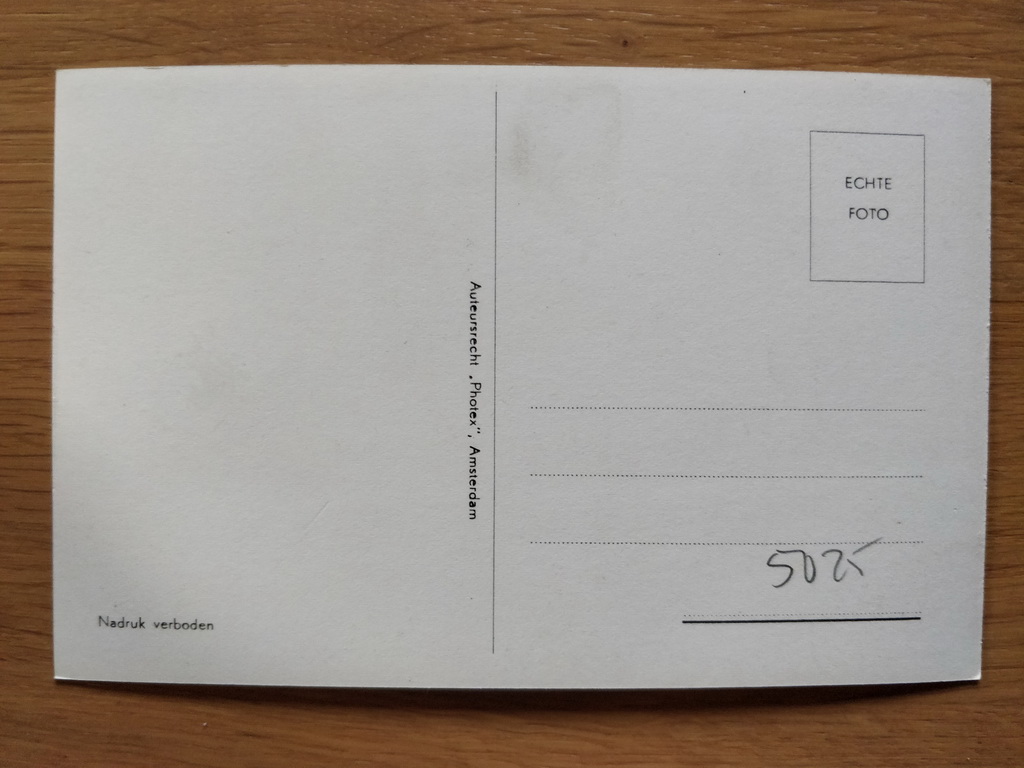 Nadruk verboden
Auteursrecht „Photex”, Amsterdam
ECHTE
FOTO
5025